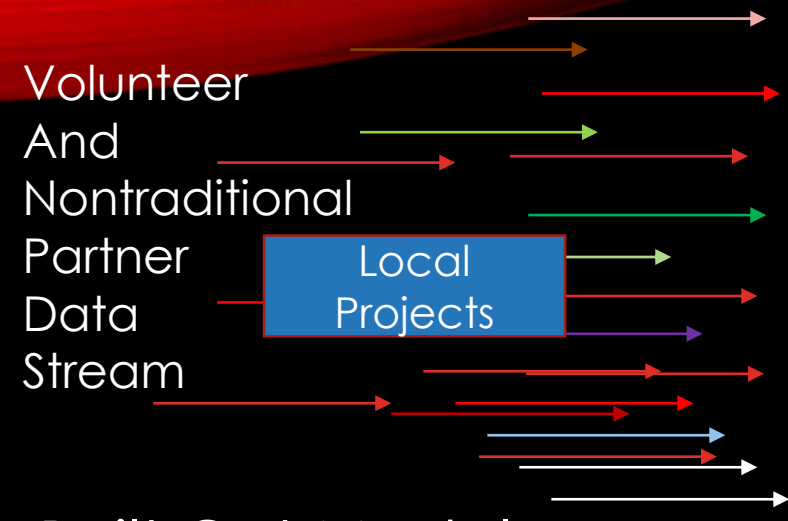 Volunteer
And
Nontraditional
Partner
Data
Stream
Local
Projects